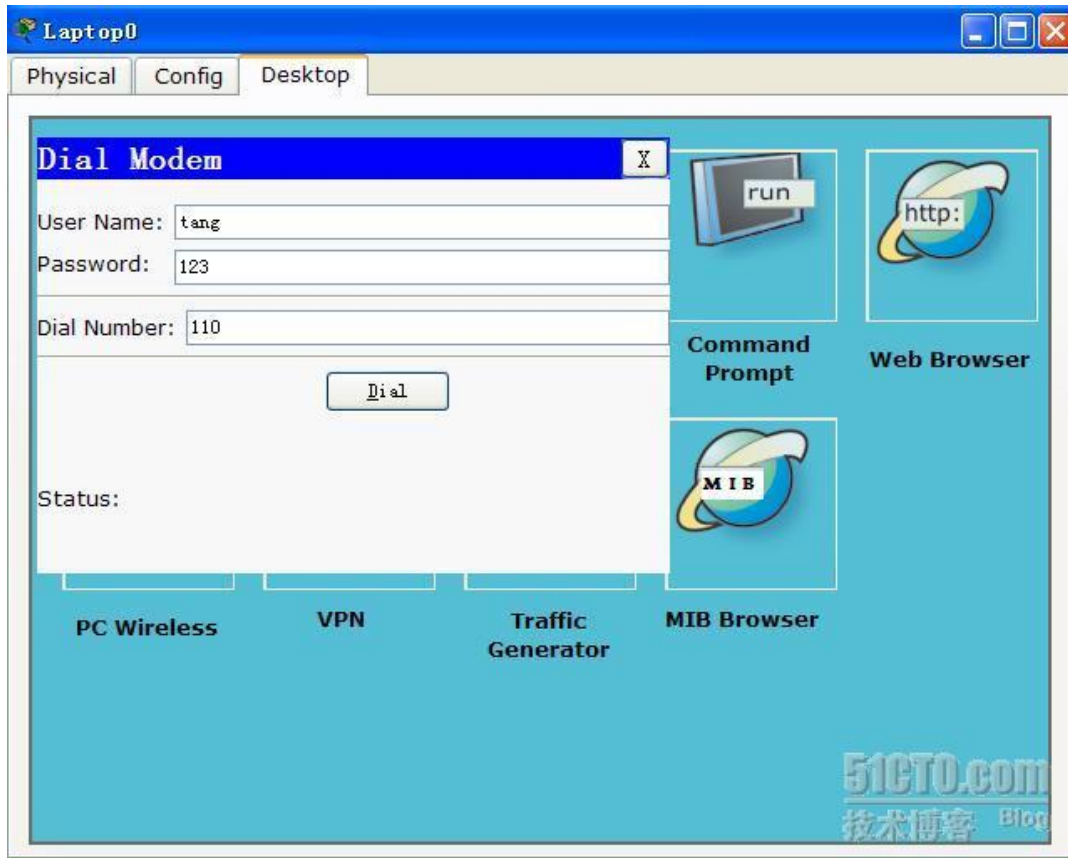 Laptop0
Physical Config Desktop
Dial Modem X
User Name: tang
Password: 123
Dial Number: 110
Dial
Status:
run
Command
Prompt
http:
Web Browser
MIB
MIB Browser
PC Wireless
VPN
Traffic
Generator
51CTO.com
技术博客 Blog